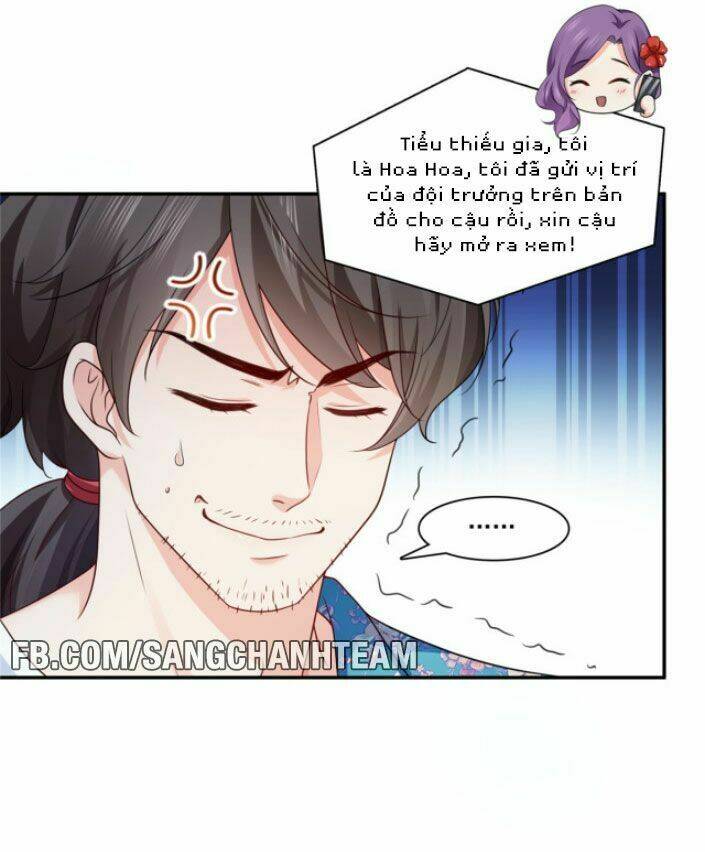 Tiểu thiếu gia, tôi
là Hoa Hoa, tôi đã gửi vị trí
của đội trưởng trên bản
đồ cho cậu rồi, xin cậu
hãy mở ra xem!
......
FB.COM/SANGCHANHTEAM